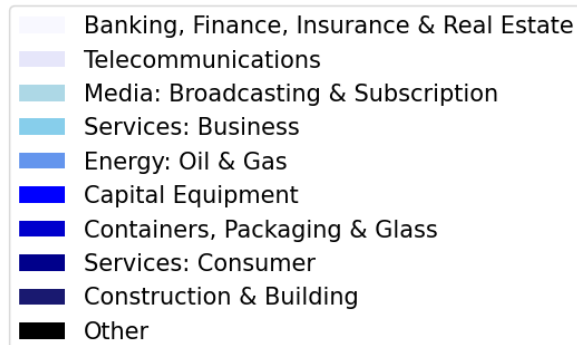 Banking, Finance, Insurance & Real Estate
Telecommunications
Media: Broadcasting & Subscription
Services: Business
Energy: Oil & Gas
Capital Equipment
Containers, Packaging & Glass
Services: Consumer
Construction & Building
Other